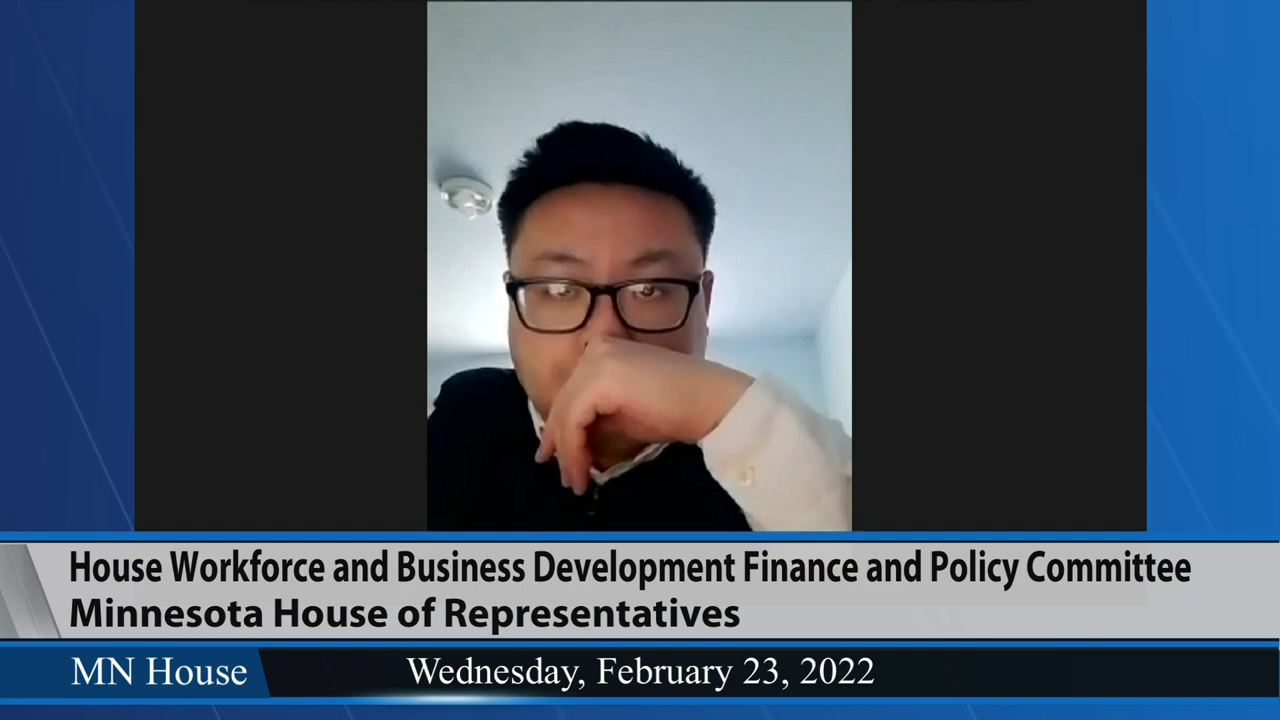 House Workforce and Business Development Finance and Policy Committee
Minnesota House of Representatives
MN House
Wednesday, February 23, 2022